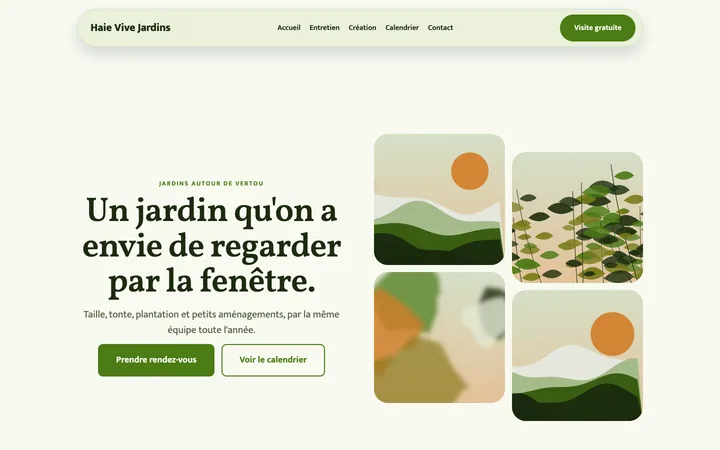 Haie Vive Jardins
Accueil Entretien Création Calendrier Contact
Visite gratuite
JARDINS AUTOUR DE VERTOU
Un jardin qu'on a
envie de regarder
par la fenêtre.
Taille, tonte, plantation et petits aménagements, par la même
équipe toute l'année.
Prendre rendez-vous
Voir le calendrier